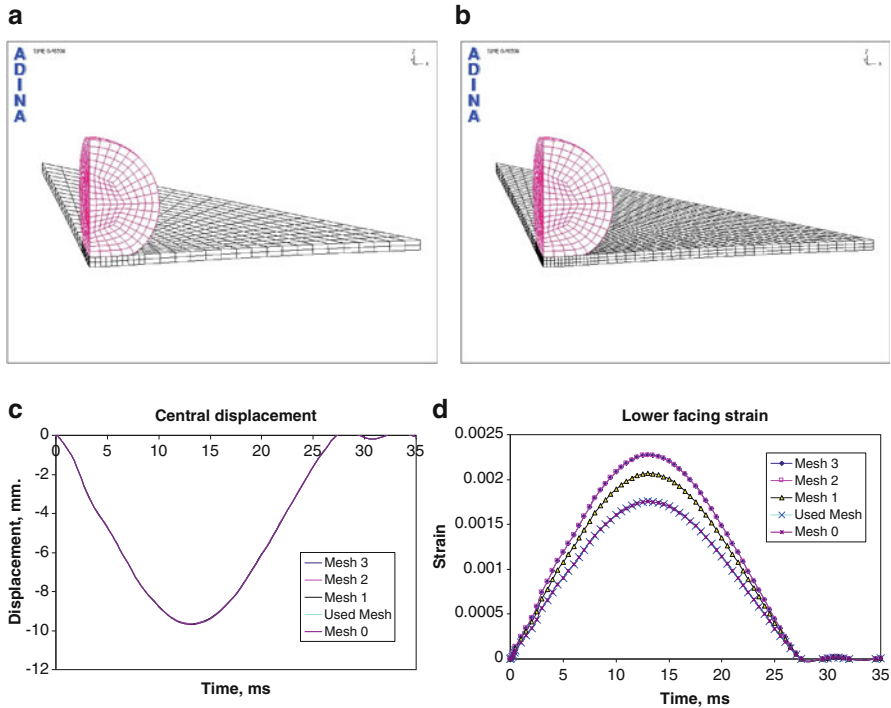 a
b
ADINA
ADINA
c
Central displacement
0
-2
-4
-6
-8
-10
-12
0 5 10 15 20 25 30 35
Displacement, mm.
Time, ms
Mesh 3
Mesh 2
Mesh 1
Used Mesh
Mesh 0
d
Lower facing strain
0.0025
0.002
0.0015
0.001
0.0005
0
0 5 10 15 20 25 30 35
Strain
Time, ms
Mesh 3
Mesh 2
Mesh 1
Used Mesh
Mesh 0